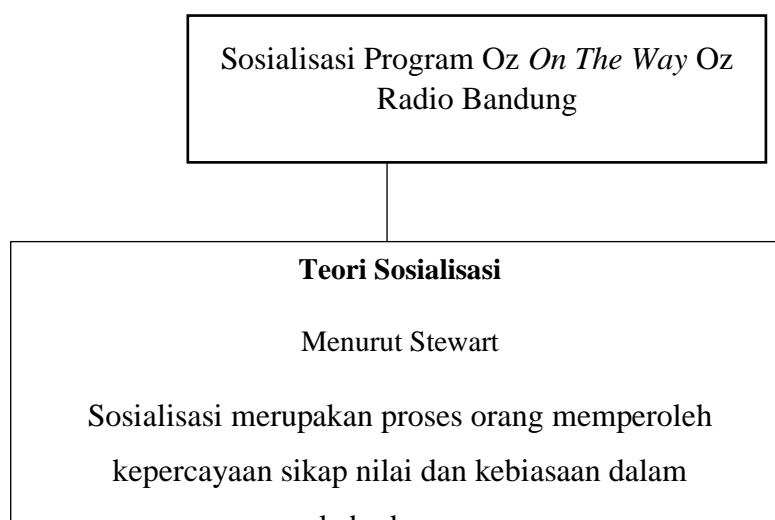 Sosialisasi Program Oz On The Way Oz
Radio Bandung
Teori Sosialisasi
Menurut Stewart
Sosialisasi merupakan proses orang memperoleh
kepercayaan sikap nilai dan kebiasaan dalam